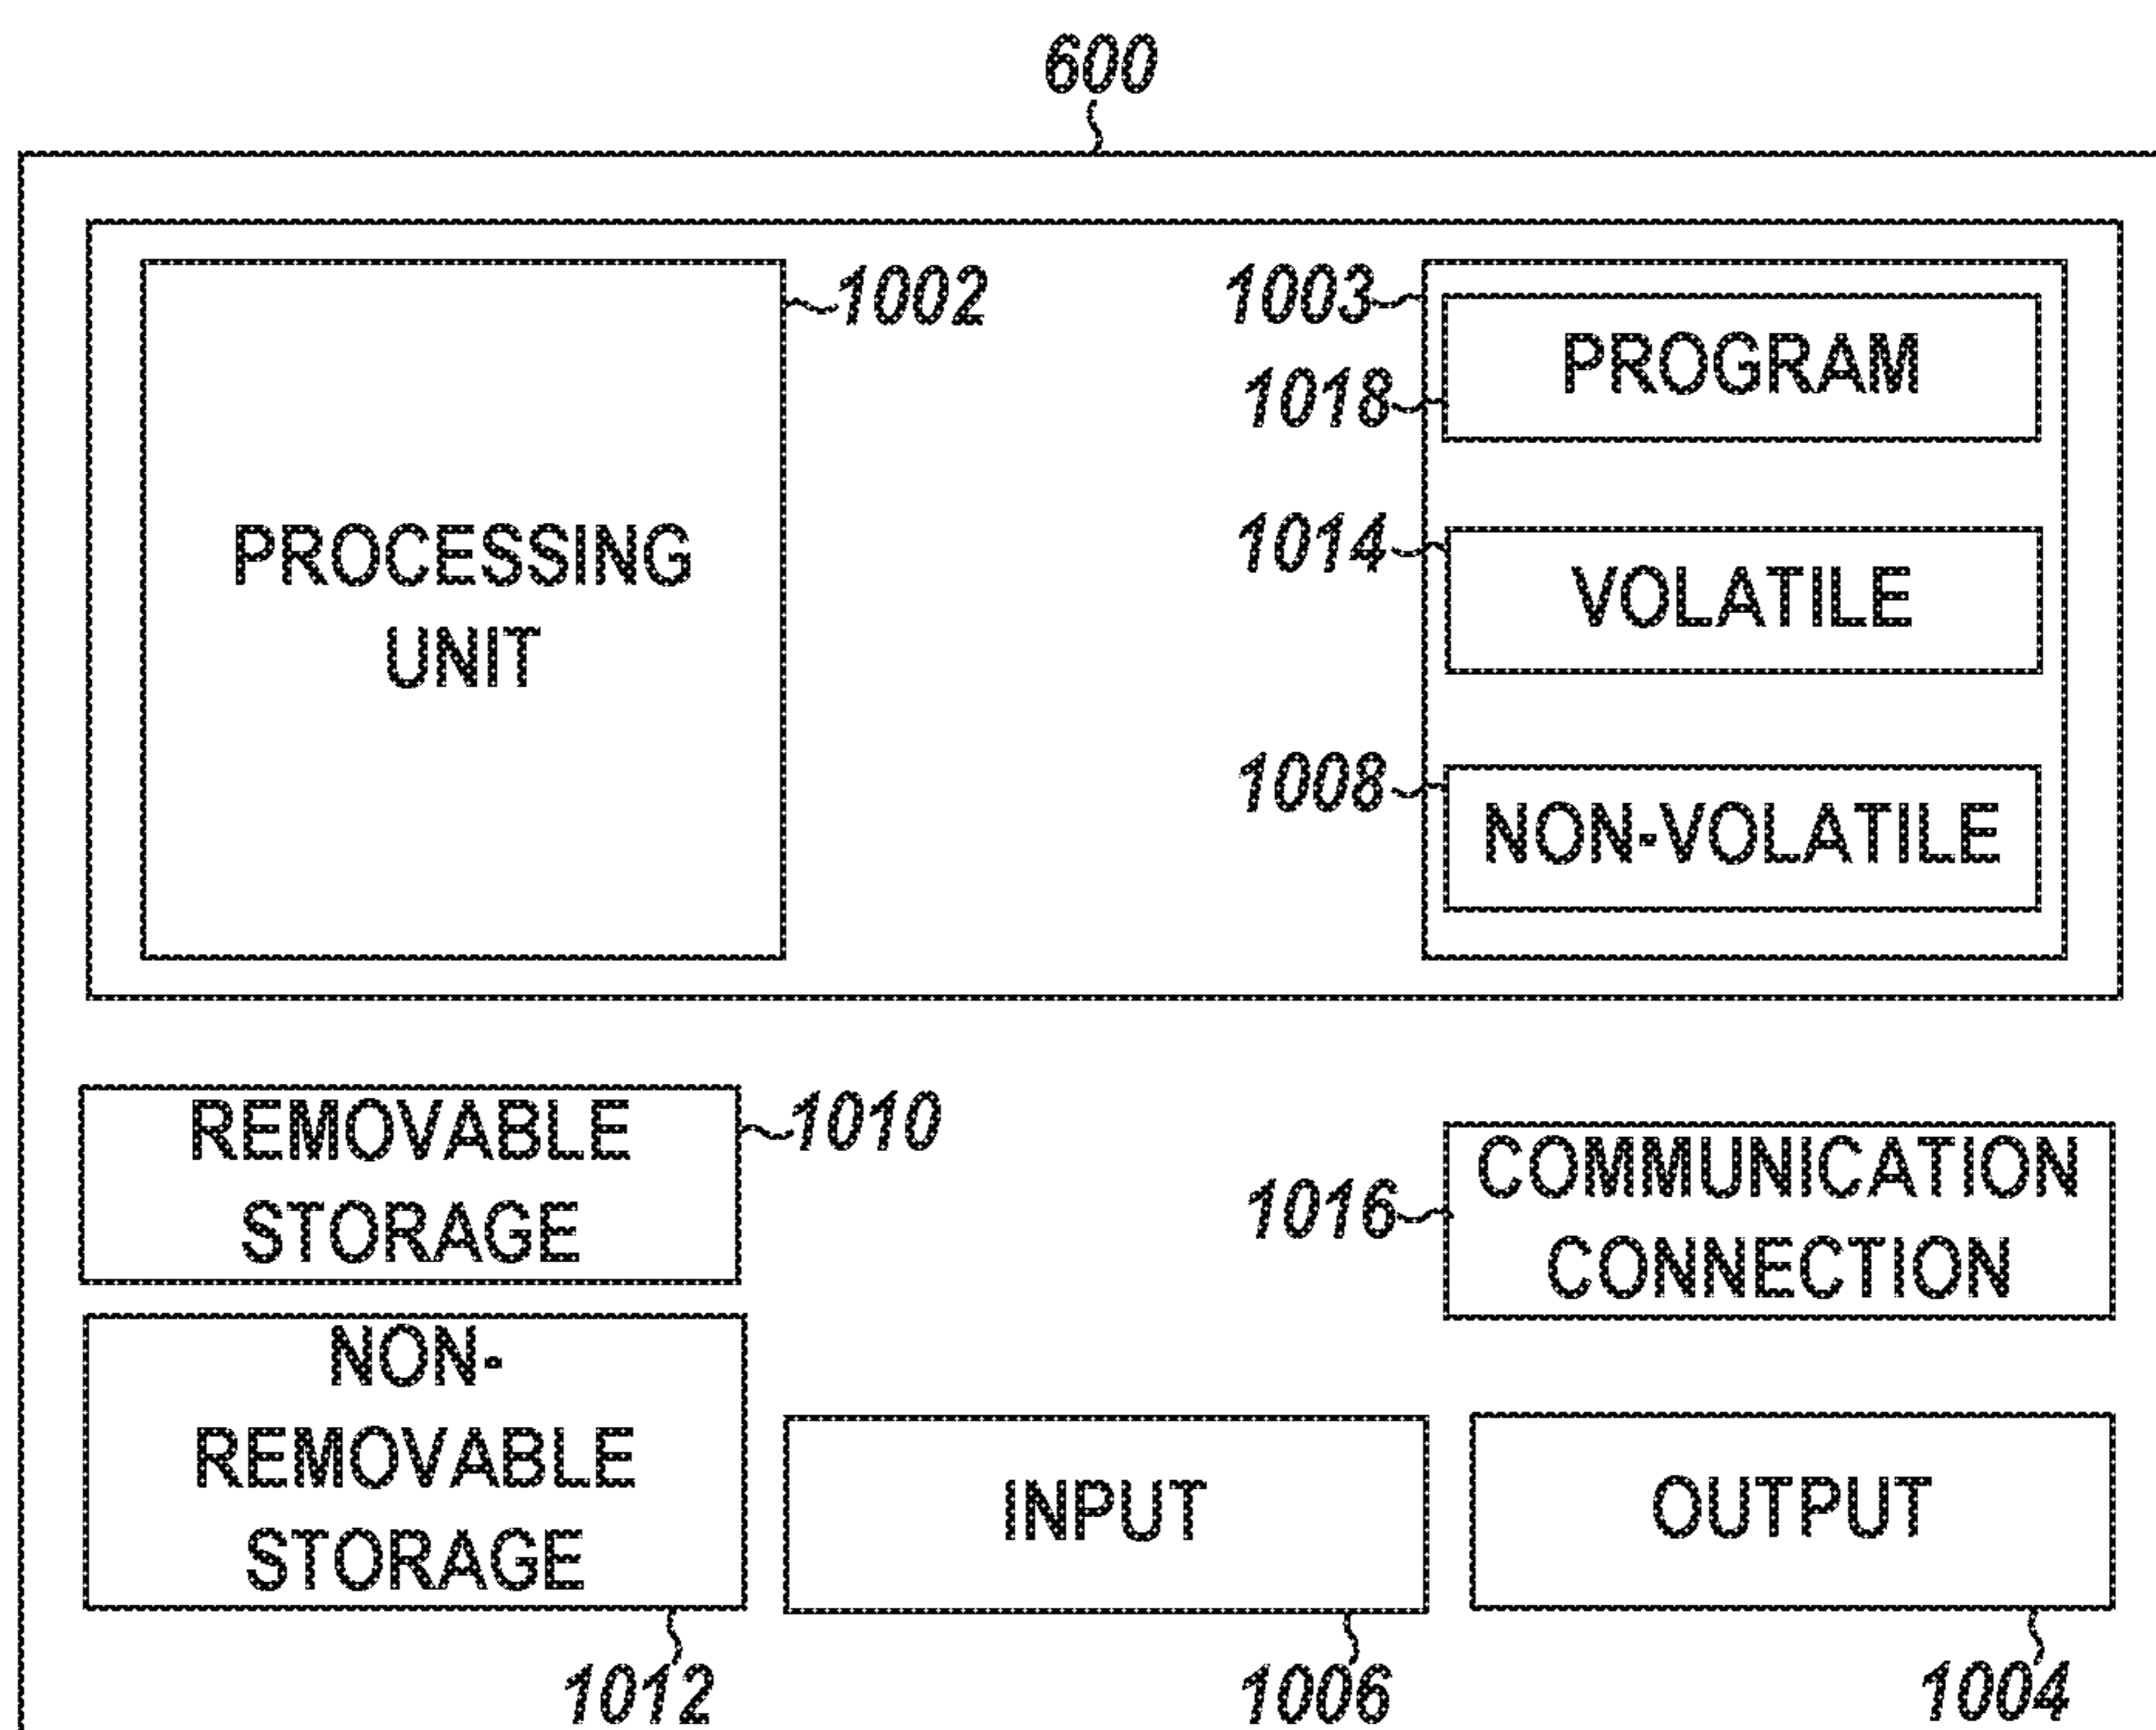 600
1002
1003
PROGRAM
1018
PROCESSING
UNIT
1014
VOLATILE
1008
NON-VOLATILE
REMOVABLE
STORAGE
1010
COMMUNICATION
CONNECTION
1016
NON-
REMOVABLE
STORAGE
INPUT
OUTPUT
1012
1006
1004